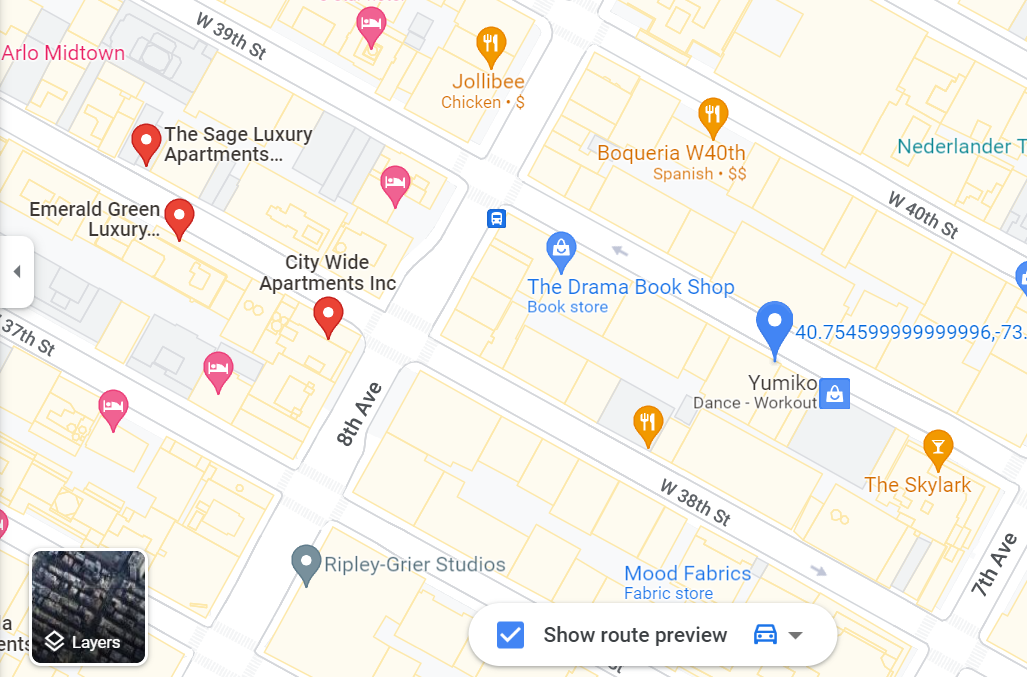 W 39th St
Arlo Midtown
Jollibee
Chicken • $
The Sage Luxury
Apartments...
Boqueria W40th
Spanish • $$
Nederlander T
W 40th St
Emerald Green
Luxury...
City Wide
Apartments Inc
The Drama Book Shop
Book store
40.754599999999996,-73.
37th St
Yumiko
Dance - Workout
8th Ave
The Skylark
W 38th St
7th Ave
Ripley-Grier Studios
Mood Fabrics
Fabric store
Layers
Show route preview